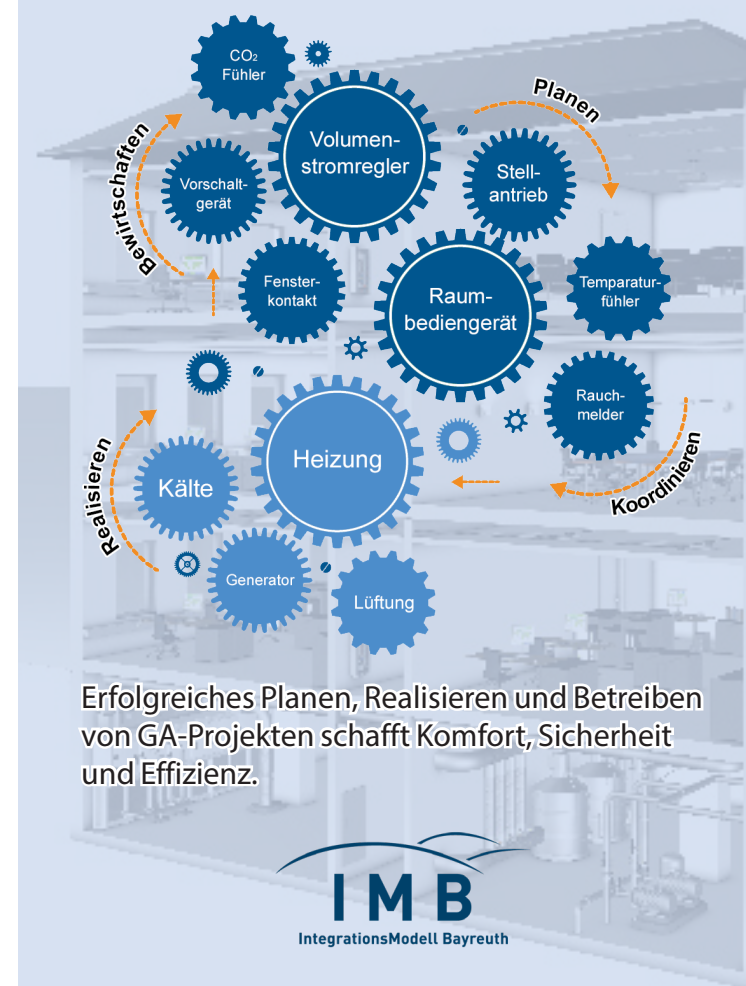 CO₂
Fühler
Planen
Volumen-
stromregler
Stell-
antrieb
Bewirtschaften
Vorschalt-
gerät
Fenster-
kontakt
Raum-
bediengerät
Temperatur-
fühler
Rauch-
melder
Heizung
Koordinieren
Realisieren
Kälte
Generator
Lüftung
Erfolgreiches Planen, Realisieren und Betreiben
von GA-Projekten schafft Komfort, Sicherheit
und Effizienz.
IMB
IntegrationsModell Bayreuth